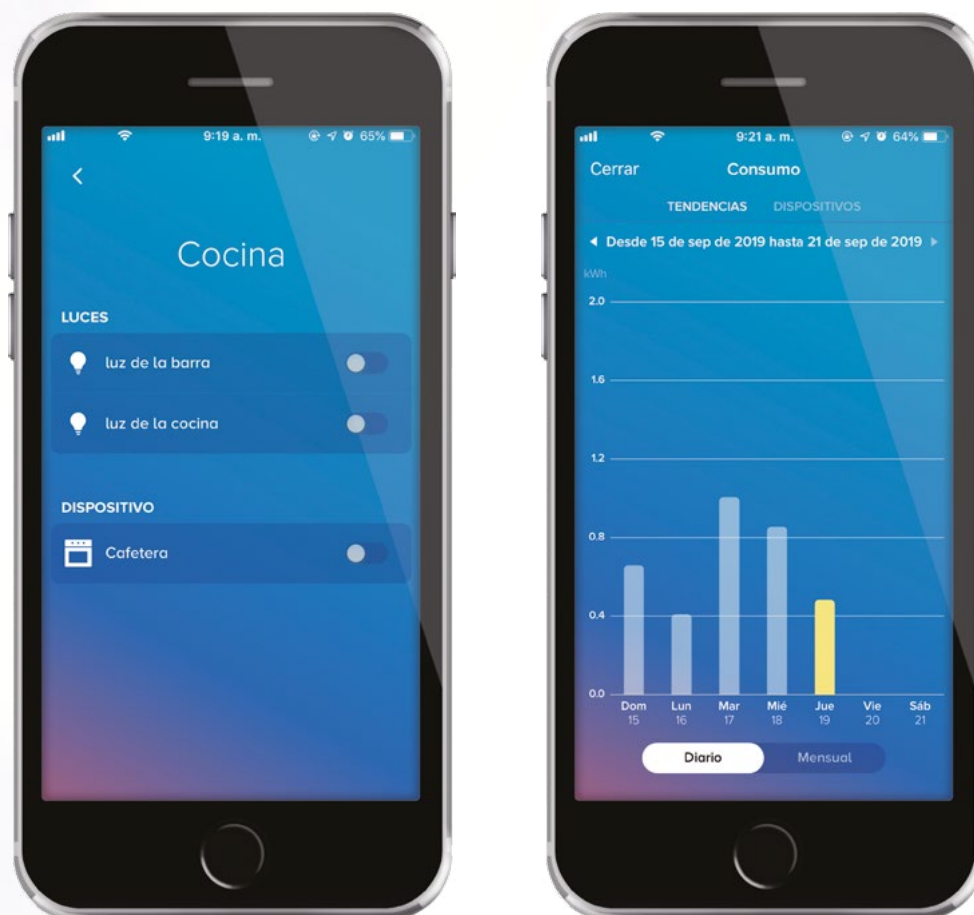 9:19 a. m.
65%
Cocina
LUCES
luz de la barra
luz de la cocina
DISPOSITIVO
Cafetera
9:21 a. m.
64%
Cerrar
Consumo
TENDENCIAS
DISPOSITIVOS
Desde 15 de sep de 2019 hasta 21 de sep de 2019
kWh
2.0
1.6
1.2
0.8
0.4
0.0
Dom Lun Mar Mié Jue Vie Sáb
15 16 17 18 19 20 21
Diario
Mensual